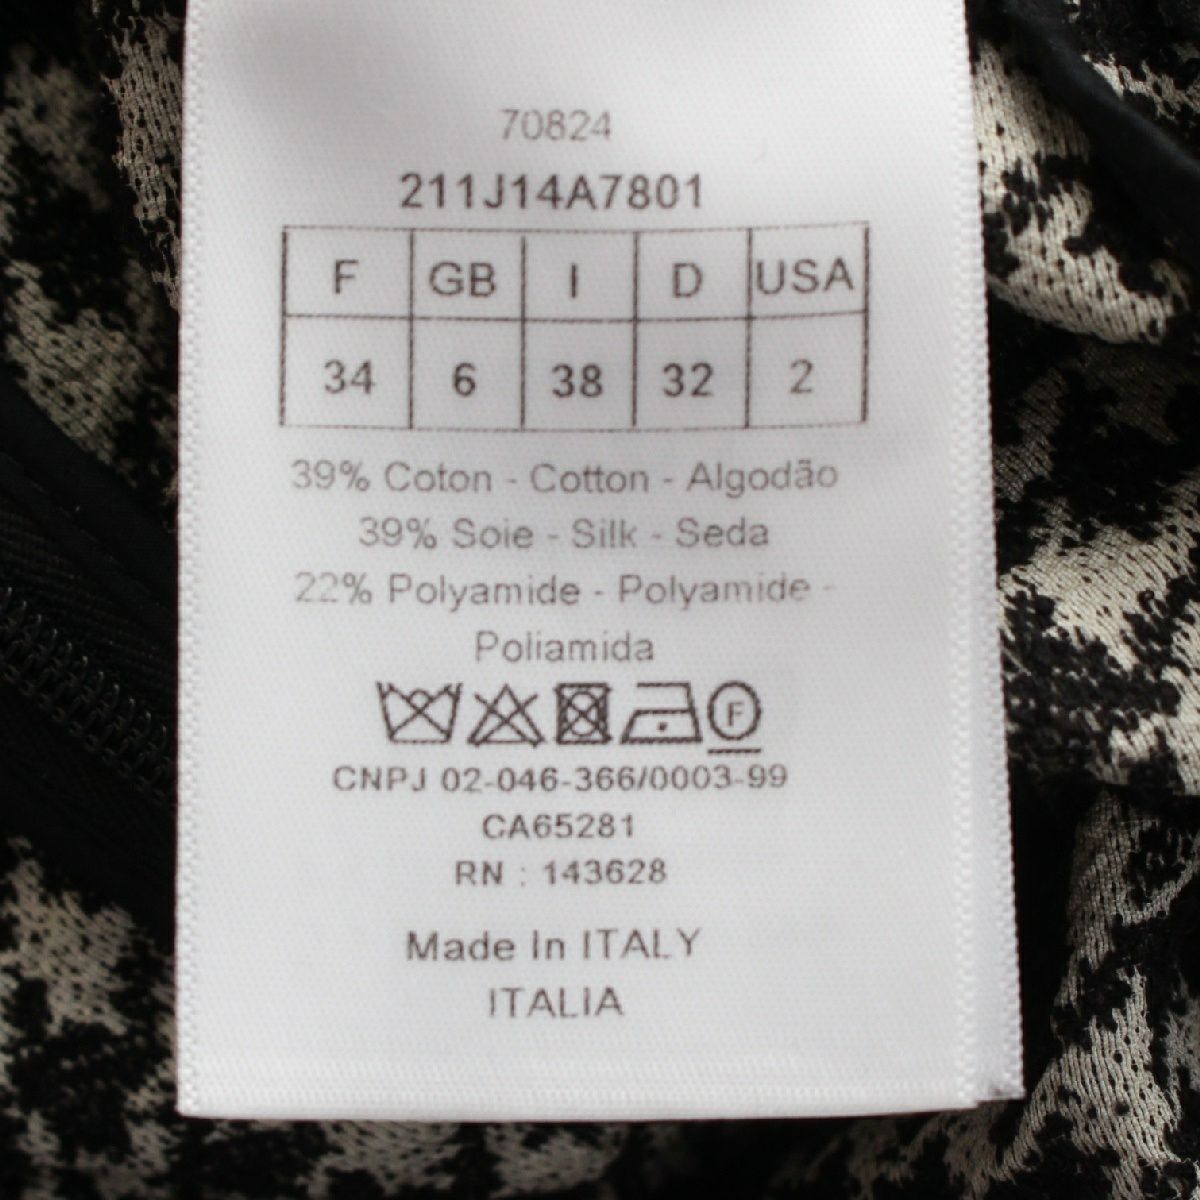 70824
211J14A7801
F GB I D USA
34 6 38 32 2
39% Coton - Cotton - Algodão
39% Soie - Silk - Seda
22% Polyamide - Polyamide -
Poliamida
F
CNPJ 02-046-366/0003-99
CA65281
RN : 143628
Made In ITALY
ITALIA